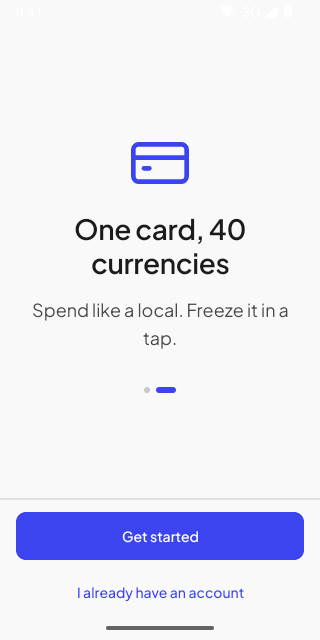 9:41
One card, 40
currencies
Spend like a local. Freeze it in a
tap.
Get started
I already have an account